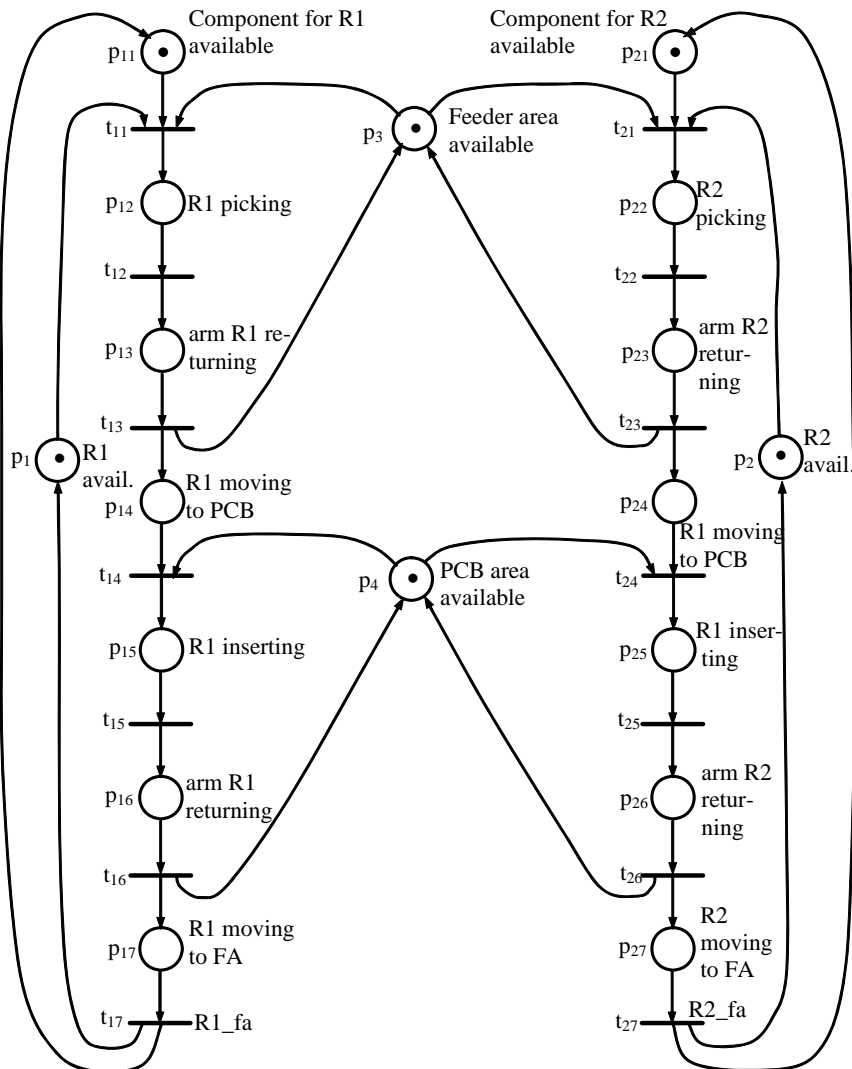 Component for R1
available
Component for R2
available
p11
p21
Feeder area
available
p3
t11
t21
p12
R1 picking
p22
R2
picking
t12
t22
p13
arm R1 re-
turning
p23
arm R2
retur-
ning
t13
t23
p1
R1
avail.
p2
R2
avail.
p14
R1 moving
to PCB
p24
R1 moving
to PCB
t14
p4
PCB area
available
t24
p15
R1 inserting
p25
R1 inser-
ting
t15
t25
p16
arm R1
returning
p26
arm R2
retur-
ning
t16
t26
p17
R1 moving
to FA
p27
R2
moving
to FA
t17
R1_fa
t27
R2_fa